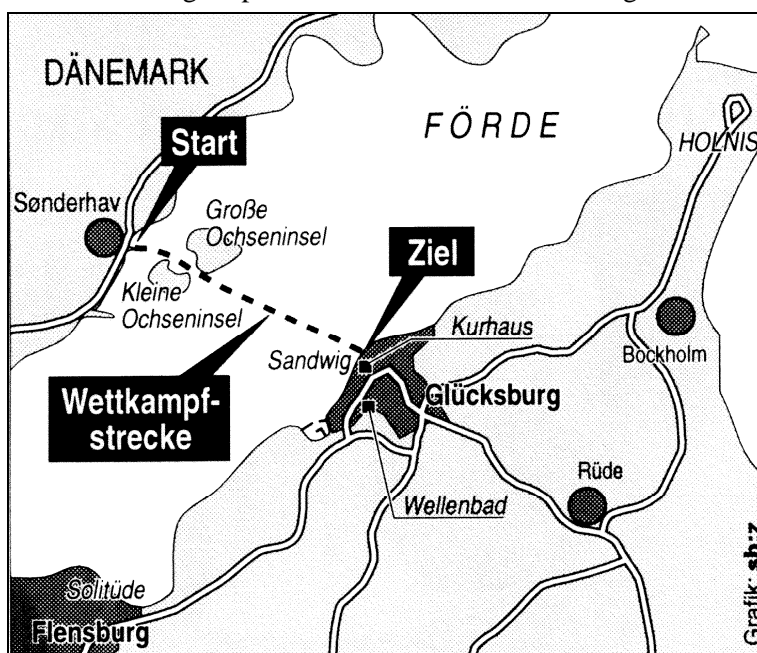 DÄNEMARK
FÖRDE
Start
HOLNIS
Sønderhav
Große
Ochseninsel
Ziel
Kleine
Ochseninsel
Kurhaus
Sandwig
Bockholm
Wettkampf-
strecke
Glücksburg
Rüde
Wellenbad
Solitüde
Flensburg
Grafik: sh:z